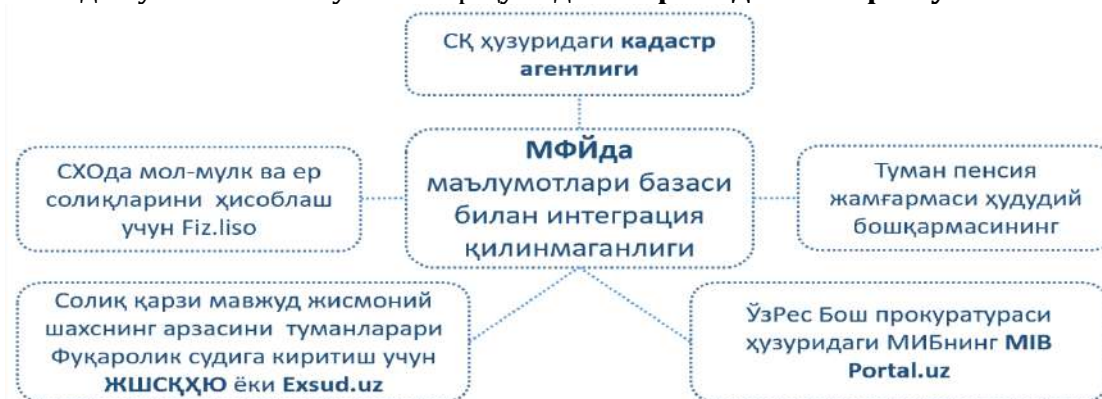 СҚ ҳузуридаги кадастр
агентлиги
МФЙда
маълумотлари базаси
билан интеграция
қилинмаганлиги
СХОда мол-мулк ва ер
солиқларини ҳисоблаш
учун Fiz.liso
Туман пенсия
жамғармаси ҳудудий
бошқармасининг
Солиқ қарзи мавжуд жисмоний
шахснинг арзасини туманлараро
Фуқаролик судига киритиш учун
ЖШСҚҲЮ ёки Exsud.uz
ЎзРес Бош прокуратураси
ҳузуридаги МИБнинг MIB
Portal.uz